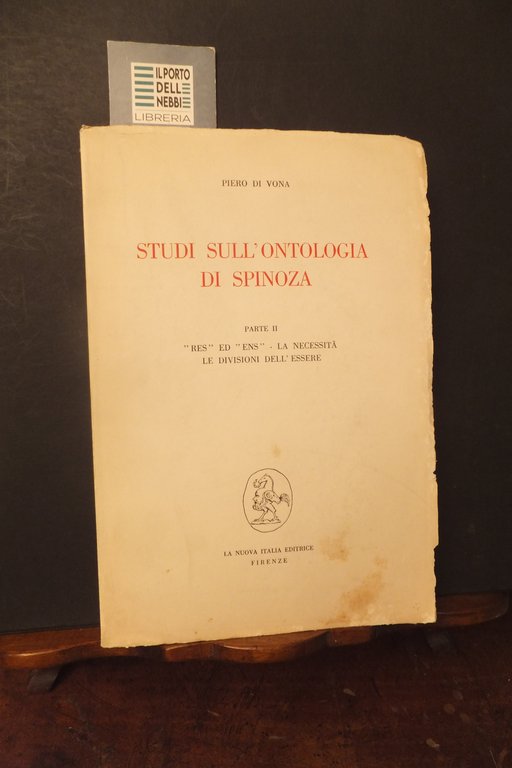 IL PORTO
DELLE
NEBBI
LIBRERIA
PIERO DI VONA
STUDI SULL'ONTOLOGIA
DI SPINOZA
PARTE II
"RES" ED "ENS" - LA NECESSITÀ
LE DIVISIONI DELL'ESSERE
LA NUOVA ITALIA EDITRICE
FIRENZE